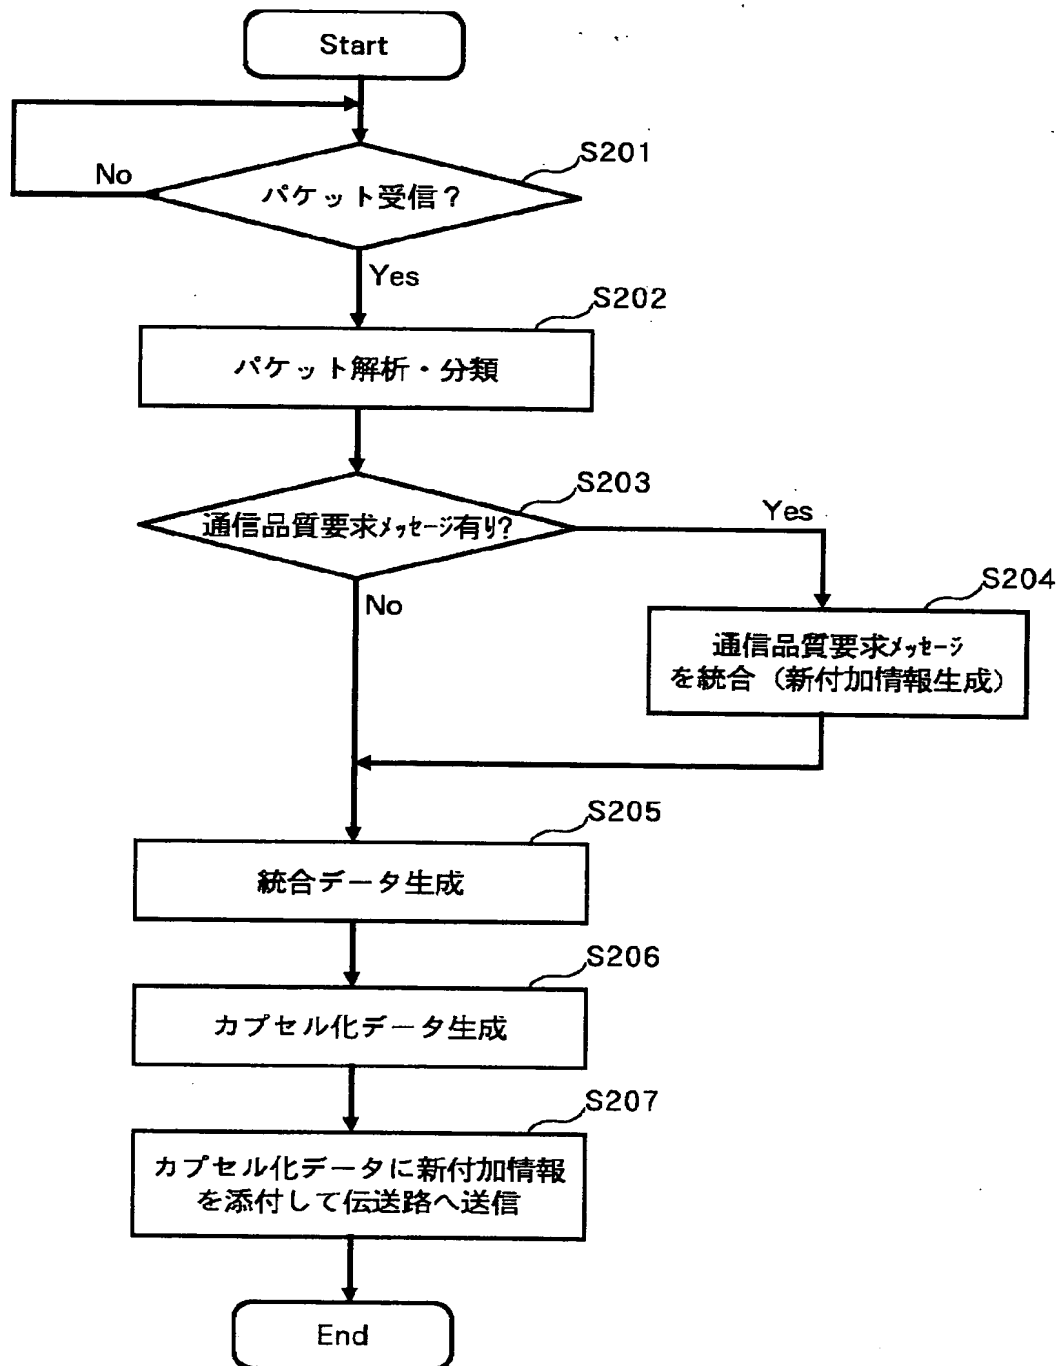 Start
S201
No
パケット受信？
Yes
S202
パケット解析・分類
S203
通信品質要求メッセージ有り?
Yes
No
S204
通信品質要求メッセージ
を統合（新付加情報生成）
S205
統合データ生成
S206
カプセル化データ生成
S207
カプセル化データに新付加情報
を添付して伝送路へ送信
End